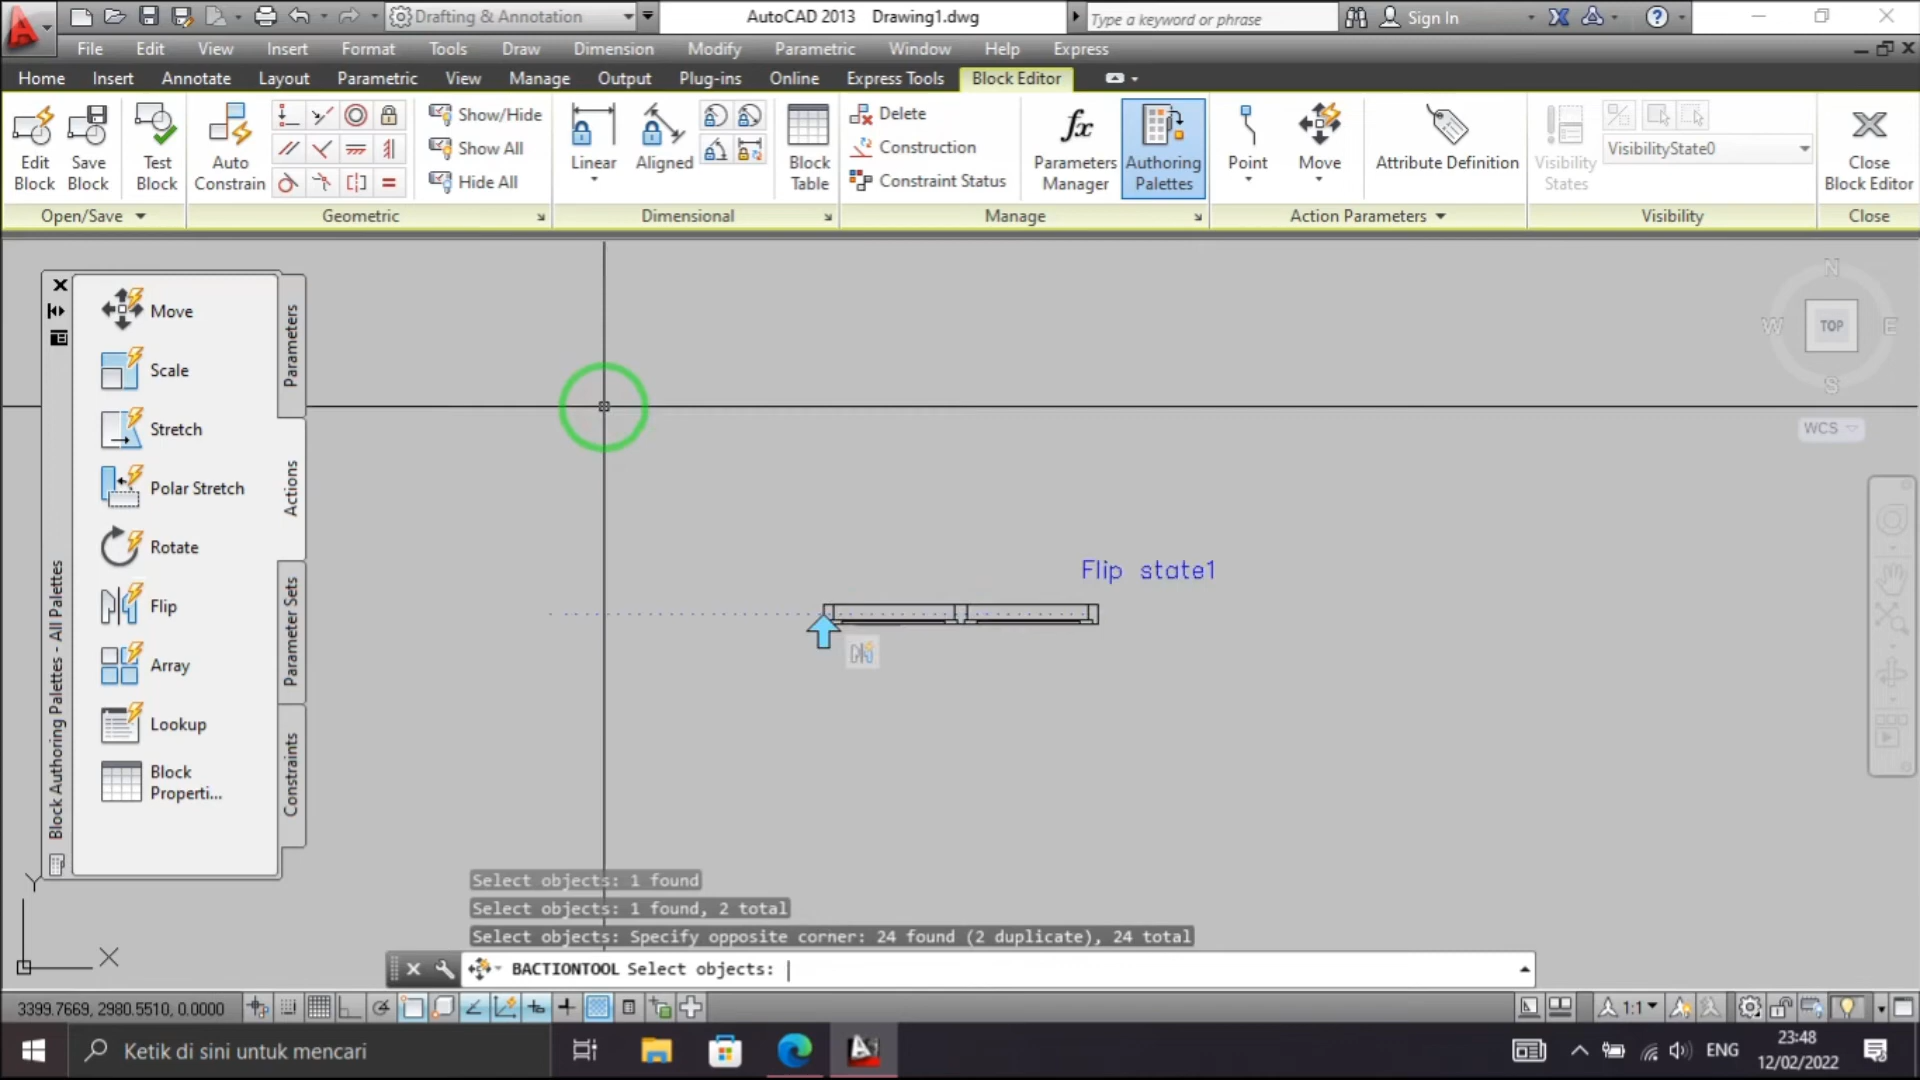 Drafting & Annotation
AutoCAD 2013 Drawing1.dwg
Type a keyword or phrase
Sign In
File Edit View Insert Format Tools Draw Dimension Modify Parametric Window Help Express
Home Insert Annotate Layout Parametric View Manage Output Plug-ins Online Express Tools Block Editor
Edit Block
Save Block
Test Block
Auto Constrain
Show/Hide
Show All
Hide All
Linear
Aligned
Block Table
Delete
Construction
Constraint Status
fx
Parameters Manager
Authoring Palettes
Point
Move
Attribute Definition
Visibility States
VisibilityState0
Close Block Editor
Open/Save Geometric Dimensional Manage Action Parameters Visibility Close
Move
Scale
Stretch
Polar Stretch
Rotate
Flip
Array
Lookup
Block
Properti...
Parameters
Actions
Parameter Sets
Constraints
Block Authoring Palettes - All Palettes
N
W TOP E
S
WCS
Flip state1
Y
X
Select objects: 1 found
Select objects: 1 found, 2 total
Select objects: Specify opposite corner: 24 found (2 duplicate), 24 total
BACTIONTOOL Select objects:
3399.7669, 2980.5510, 0.0000
1:1
Ketik di sini untuk mencari
ENG
23:48
12/02/2022